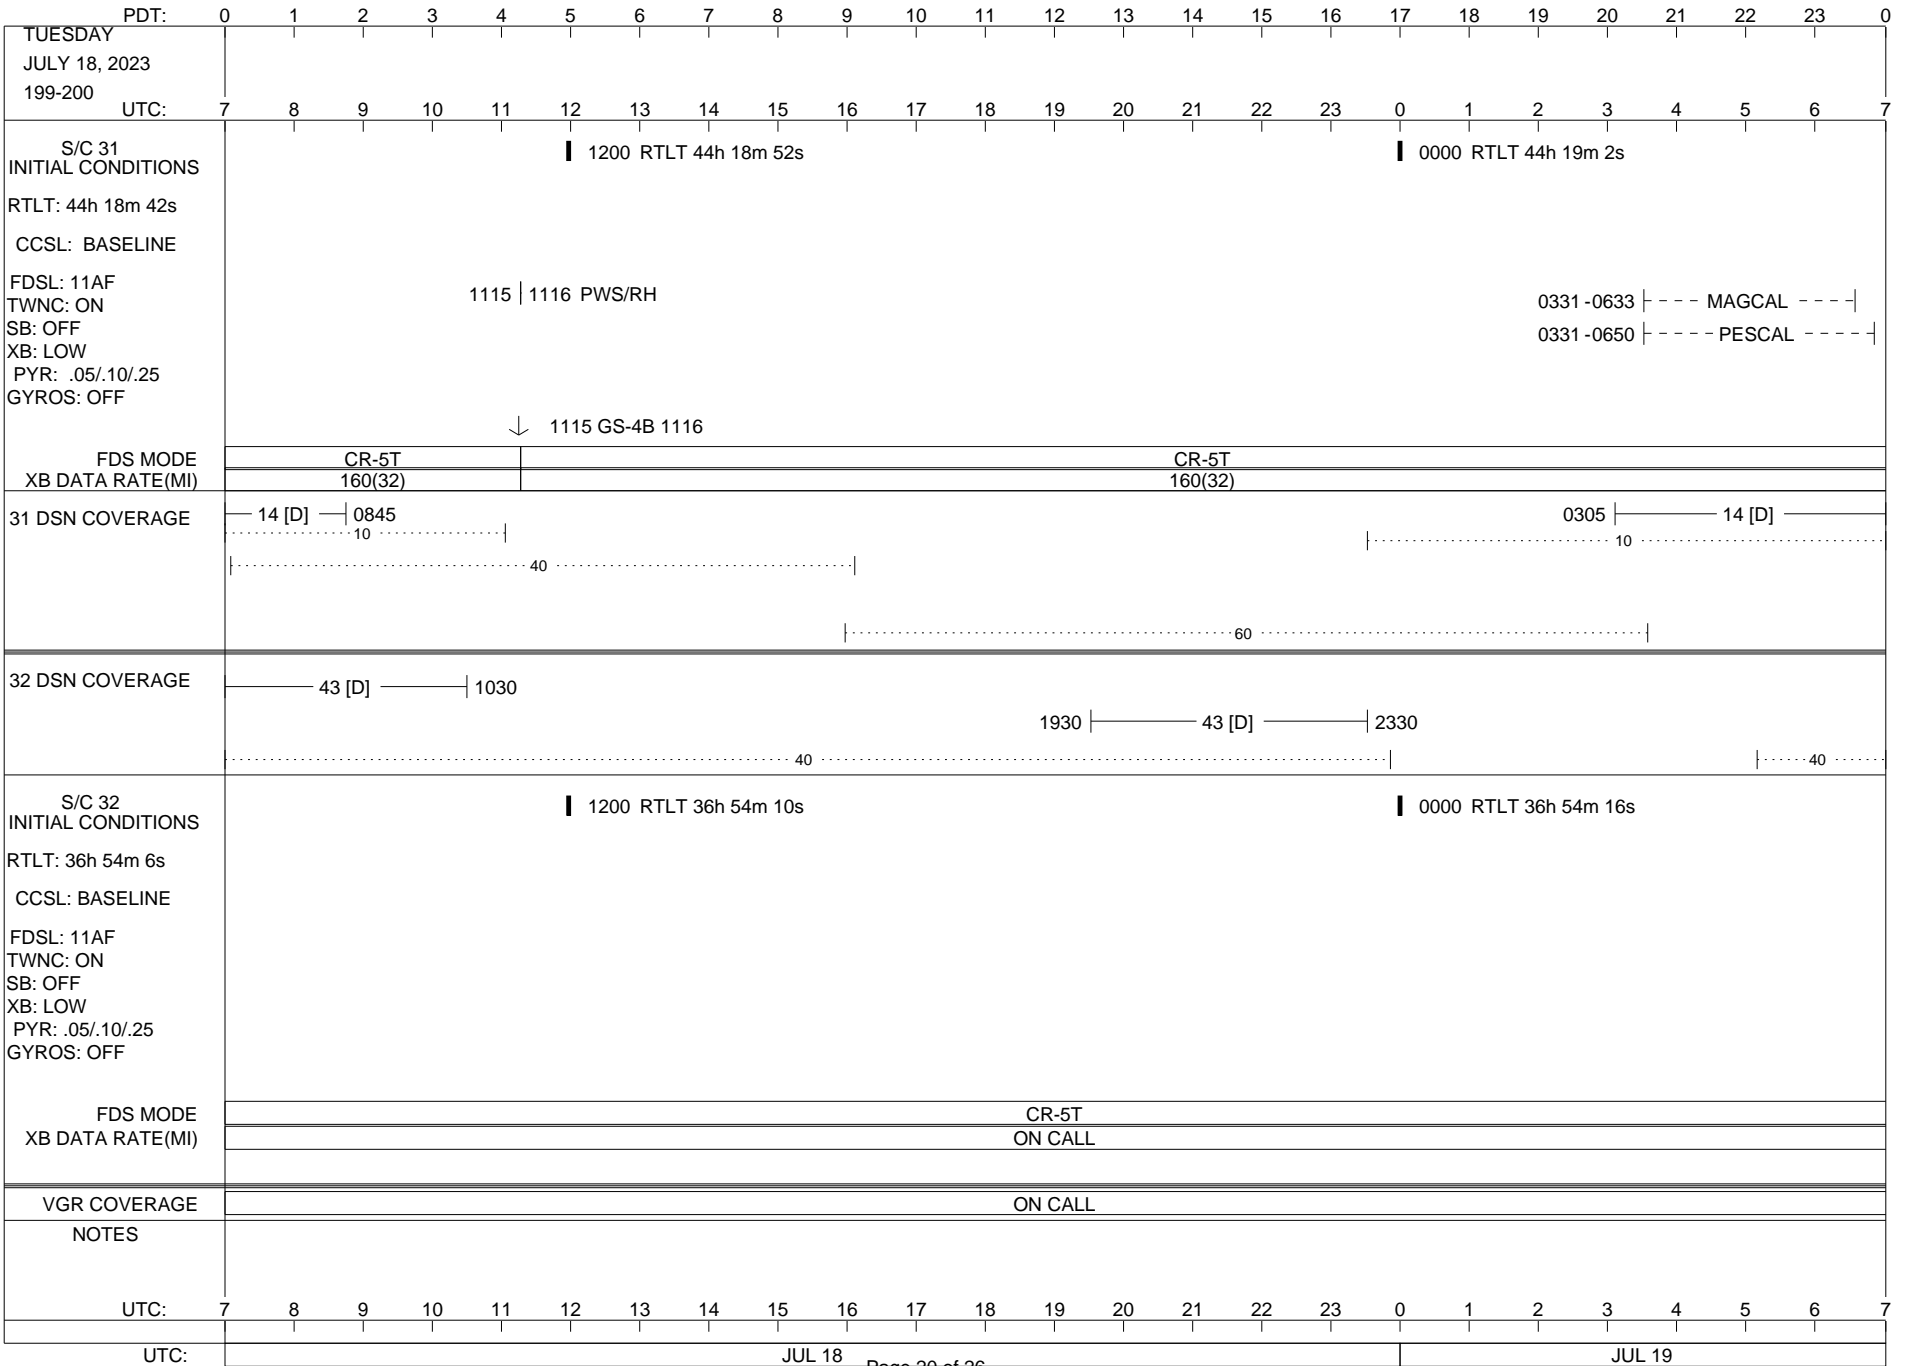 PDT: 0 1 2 3 4 5 6 7 8 9 10 11 12 13 14 15 16 17 18 19 20 21 22 23 0
TUESDAY
JULY 18, 2023
199-200
UTC: 7 8 9 10 11 12 13 14 15 16 17 18 19 20 21 22 23 0 1 2 3 4 5 6 7
S/C 31
INITIAL CONDITIONS
1200 RTLT 44h 18m 52s
0000 RTLT 44h 19m 2s
RTLT: 44h 18m 42s
CCSL: BASELINE
FDSL: 11AF
TWNC: ON
SB: OFF
XB: LOW
PYR: .05/.10/.25
GYROS: OFF
1115 1116 PWS/RH
0331-0633 MAGCAL
0331-0650 PESCAL
1115 GS-4B 1116
FDS MODE CR-5T CR-5T
XB DATA RATE(MI) 160(32) 160(32)
31 DSN COVERAGE 14 [D] 0845 0305 14 [D]
10 10
40
60
32 DSN COVERAGE 43 [D] 1030
1930 43 [D] 2330
40 40
S/C 32
INITIAL CONDITIONS
1200 RTLT 36h 54m 10s
0000 RTLT 36h 54m 16s
RTLT: 36h 54m 6s
CCSL: BASELINE
FDSL: 11AF
TWNC: ON
SB: OFF
XB: LOW
PYR: .05/.10/.25
GYROS: OFF
FDS MODE CR-5T
XB DATA RATE(MI) ON CALL
VGR COVERAGE ON CALL
NOTES
UTC: 7 8 9 10 11 12 13 14 15 16 17 18 19 20 21 22 23 0 1 2 3 4 5 6 7
UTC: JUL 18 JUL 19
Page 20 of 26